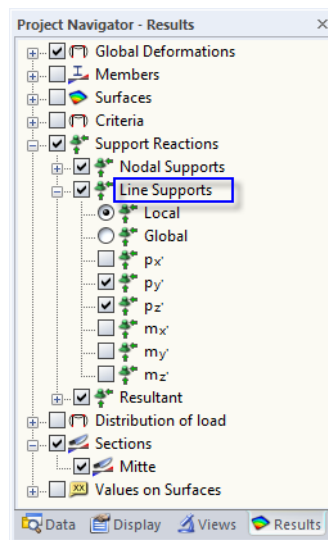 Project Navigator - Results
Global Deformations
Members
Surfaces
Criteria
Support Reactions
Nodal Supports
Line Supports
Local
Global
px'
py'
pz'
mx'
my'
mz'
Resultant
Distribution of load
Sections
Mitte
xx Values on Surfaces
Data Display Views Results